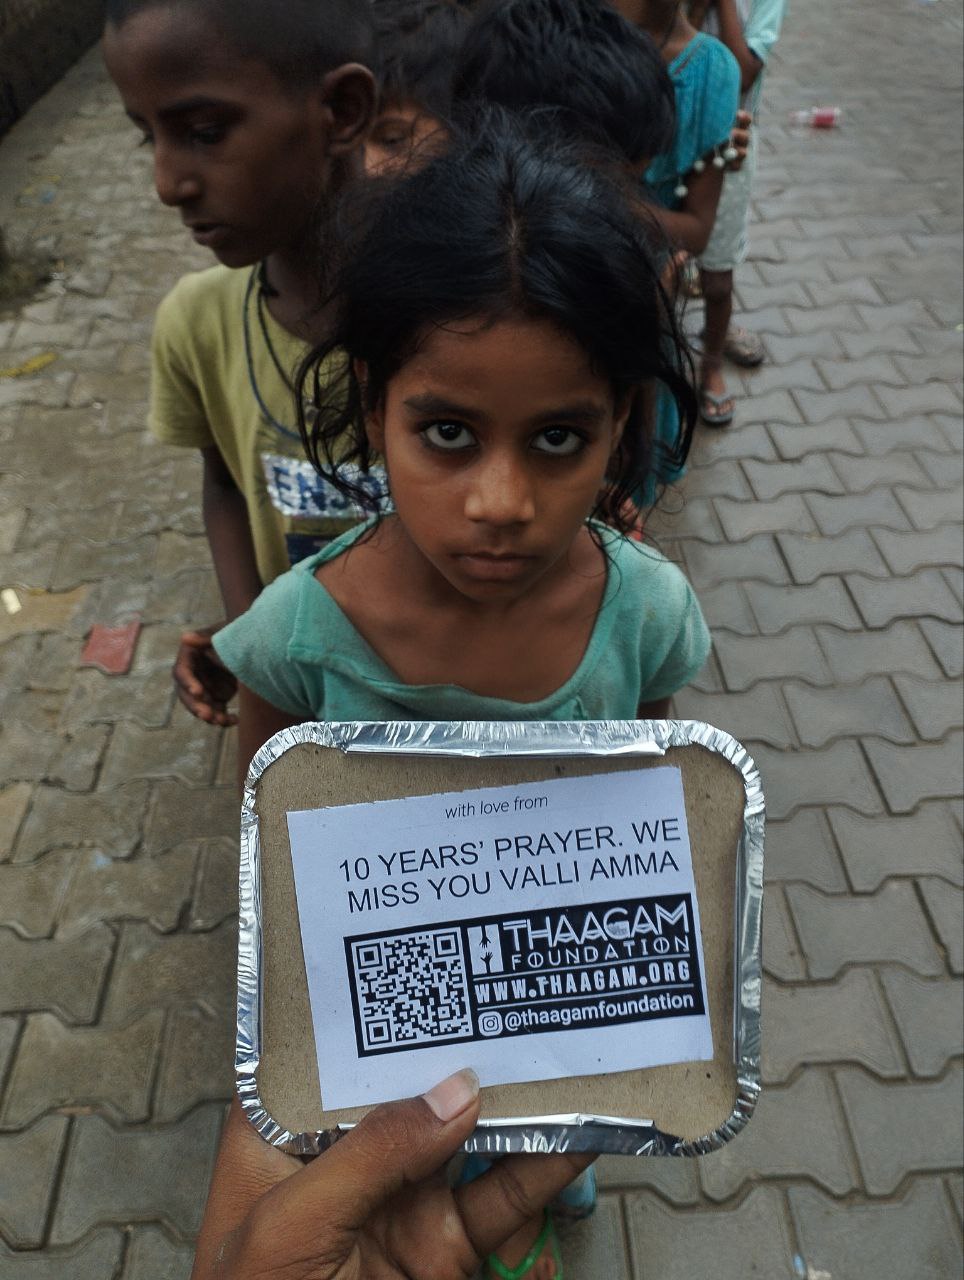 with love from
10 YEARS' PRAYER. WE
MISS YOU VALLI AMMA
THAAGAM
FOUNDATION
WWW.THAAGAM.ORG
@thaagamfoundation